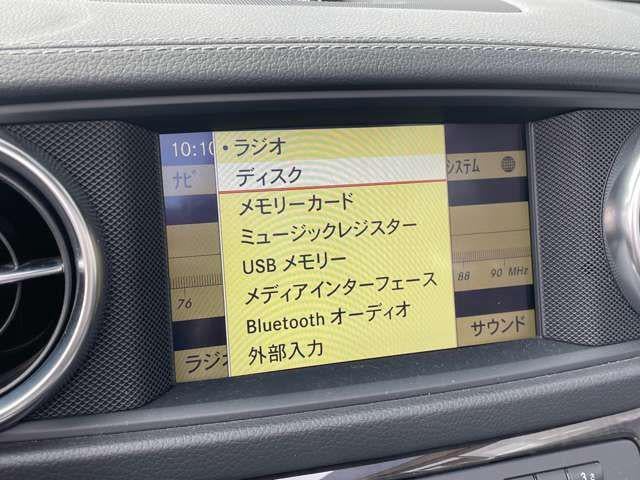 10:10
• ラジオ
ナビ
ディスク
システム
メモリーカード
ミュージックレジスター
USB メモリー
メディアインターフェース
76
88 90 MHz
Bluetooth オーディオ
ラジ
サウンド
外部入力
3